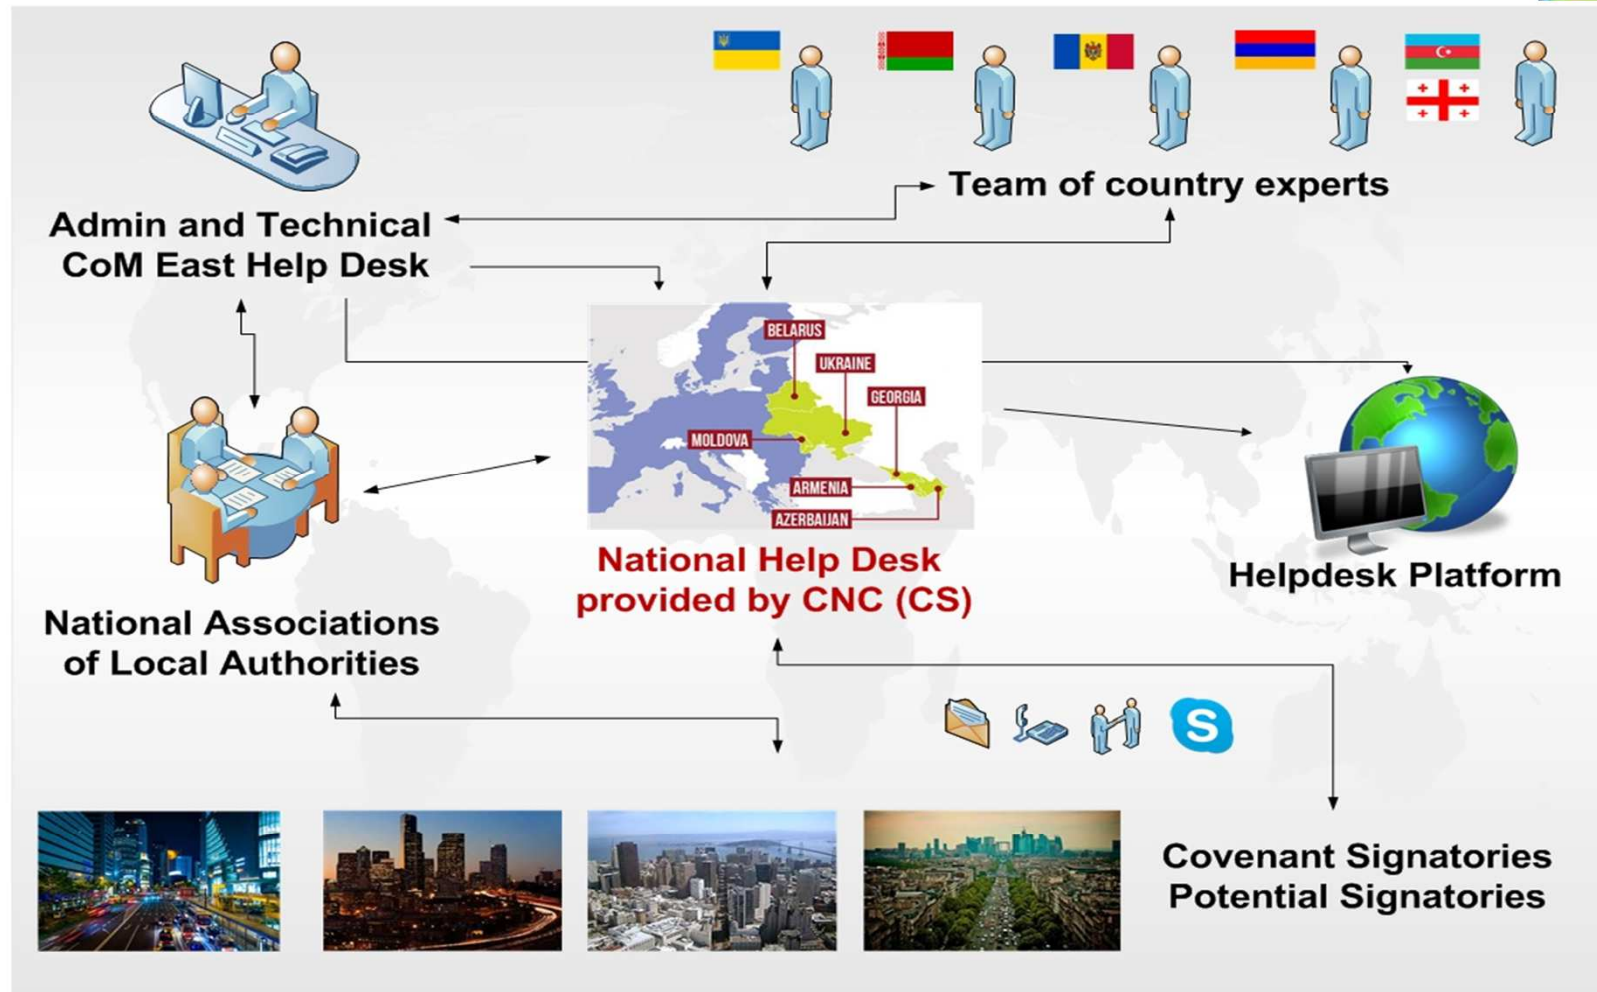 Team of country experts
Admin and Technical
CoM East Help Desk
BELARUS
UKRAINE
GEORGIA
MOLDOVA
ARMENIA
AZERBAIJAN
National Help Desk
provided by CNC (CS)
Helpdesk Platform
National Associations
of Local Authorities
S
Covenant Signatories
Potential Signatories